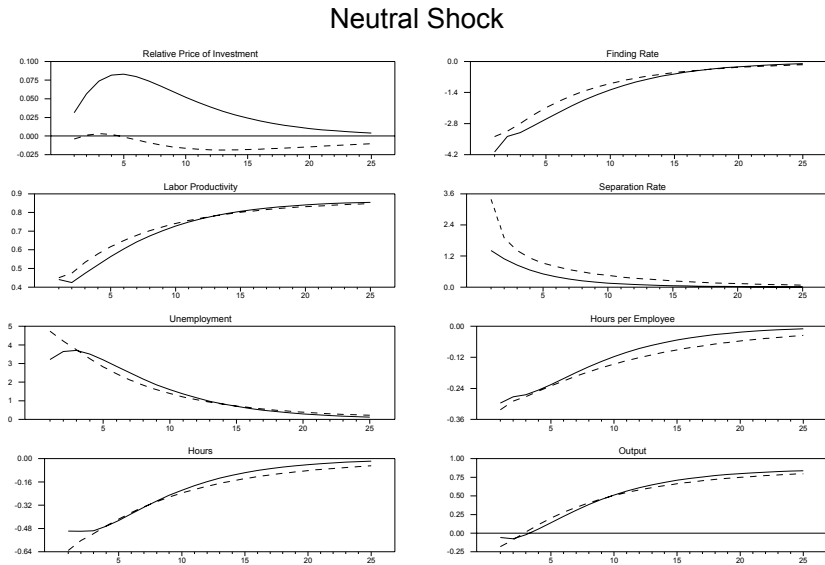 Neutral Shock
Relative Price of Investment
0.100
0.075
0.050
0.025
0.000
-0.025
5 10 15 20 25
Finding Rate
0.0
-1.4
-2.8
-4.2
5 10 15 20 25
Labor Productivity
0.9
0.8
0.7
0.6
0.5
0.4
5 10 15 20 25
Separation Rate
3.6
2.4
1.2
0.0
5 10 15 20 25
Unemployment
5
4
3
2
1
0
5 10 15 20 25
Hours per Employee
0.00
-0.12
-0.24
-0.36
5 10 15 20 25
Hours
0.00
-0.16
-0.32
-0.48
-0.64
5 10 15 20 25
Output
1.00
0.75
0.50
0.25
0.00
-0.25
5 10 15 20 25